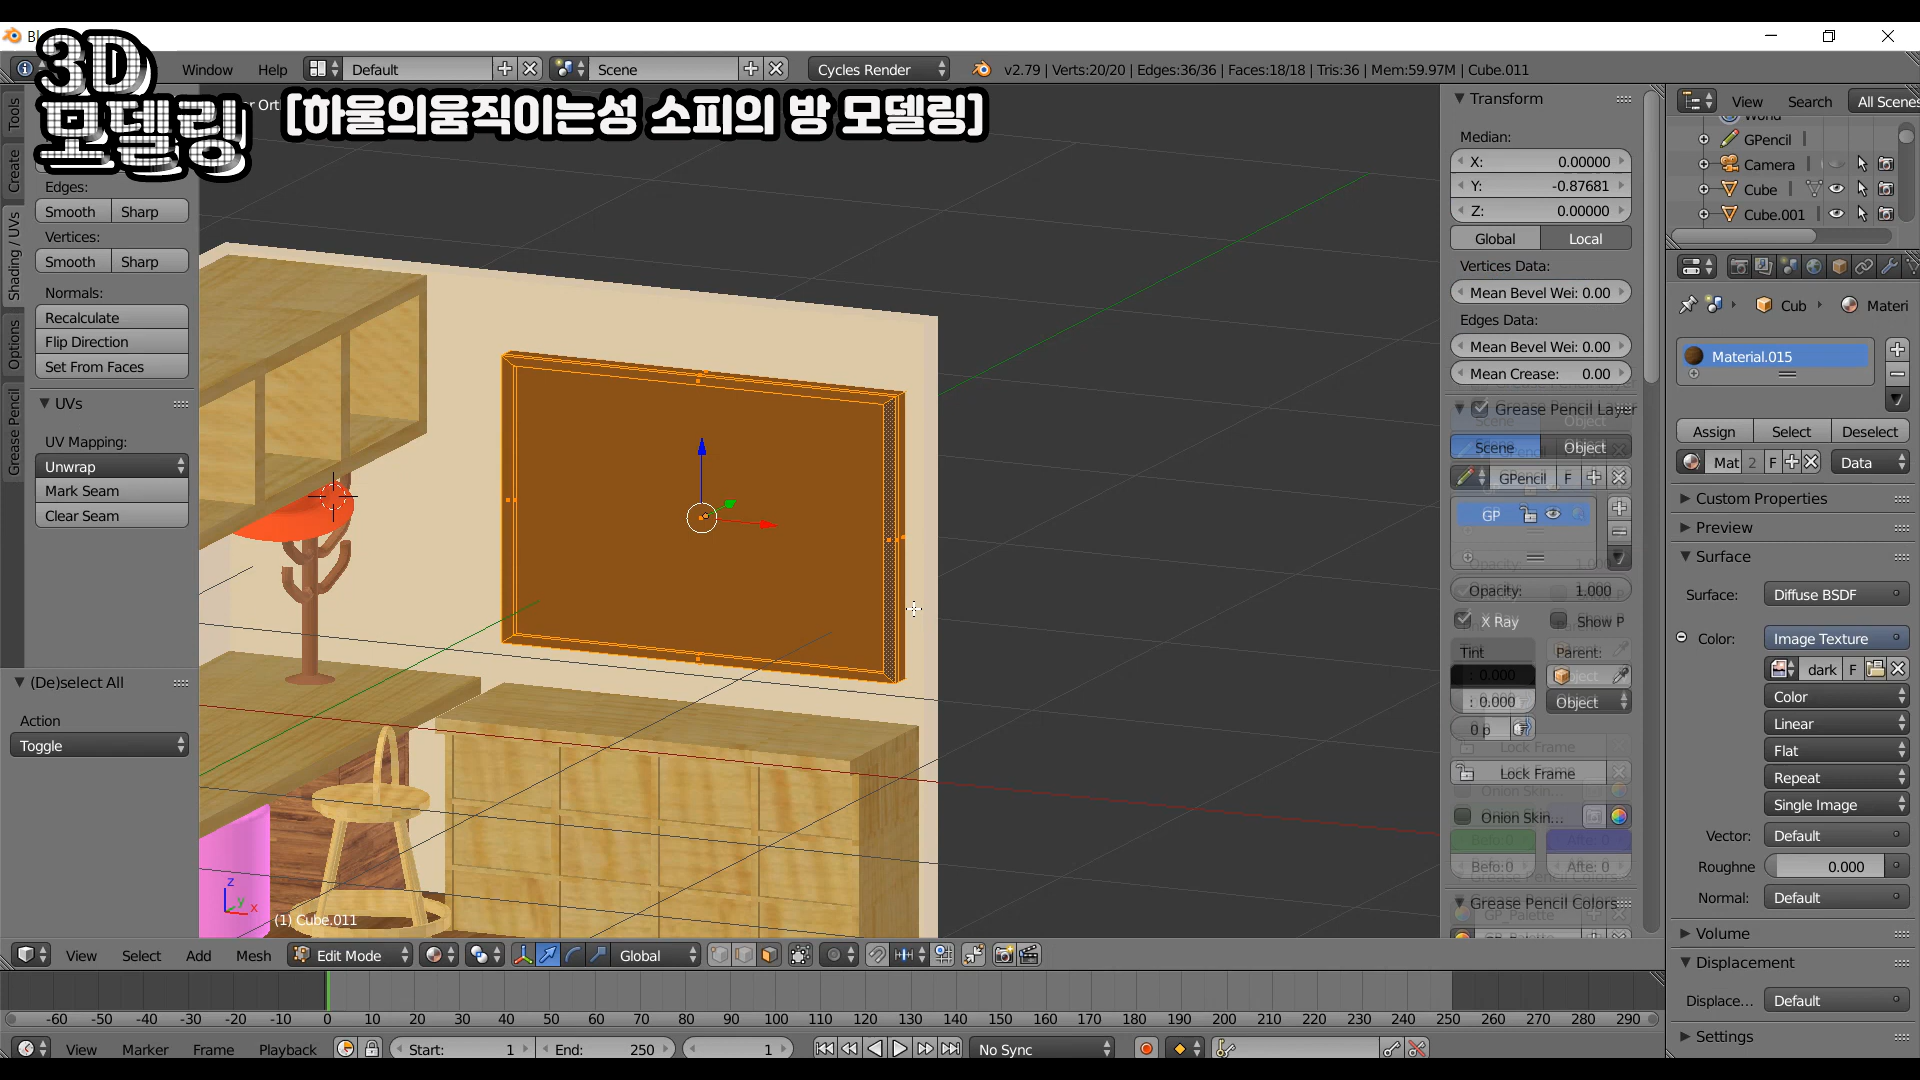 3D
모델링
[하울의움직이는성 소피의 방 모델링]
Bl
Window Help Default Scene Cycles Render v2.79 | Verts:20/20 | Edges:36/36 | Faces:18/18 | Tris:36 | Mem:59.97M | Cube.011
Tools
Create
Shading / UVs
Options
Grease Pencil
Edges:
Smooth Sharp
Vertices:
Smooth Sharp
Normals:
Recalculate
Flip Direction
Set From Faces
UVs
UV Mapping:
Unwrap
Mark Seam
Clear Seam
(De)select All
Action
Toggle
z
y
x
(1) Cube.011
Transform
Median:
X: 0.00000
Y: -0.87681
Z: 0.00000
Global Local
Vertices Data:
Mean Bevel Wei: 0.00
Edges Data:
Mean Bevel Wei: 0.00
Mean Crease: 0.00
Grease Pencil Layer
Scene Object
GPencil F
GP
Opacity: 1.000
X Ray Show P
Tint Parent:
: 0.000 Object
: 0.000 Object
0 p
Lock Frame
Onion Skin...
Befo: 0 Afte: 0
Grease Pencil Colors
View Search All Scenes
World
GPencil
Camera
Cube
Cube.001
Cub Materi
Material.015
Assign Select Deselect
Mat 2 F Data
Custom Properties
Preview
Surface
Surface: Diffuse BSDF
Color: Image Texture
dark F
Color
Linear
Flat
Repeat
Single Image
Vector: Default
Roughne 0.000
Normal: Default
Volume
Displacement
Displace... Default
Settings
View Select Add Mesh Edit Mode Global
-60 -50 -40 -30 -20 -10 0 10 20 30 40 50 60 70 80 90 100 110 120 130 140 150 160 170 180 190 200 210 220 230 240 250 260 270 280 290
View Marker Frame Playback Start: 1 End: 250 1 No Sync